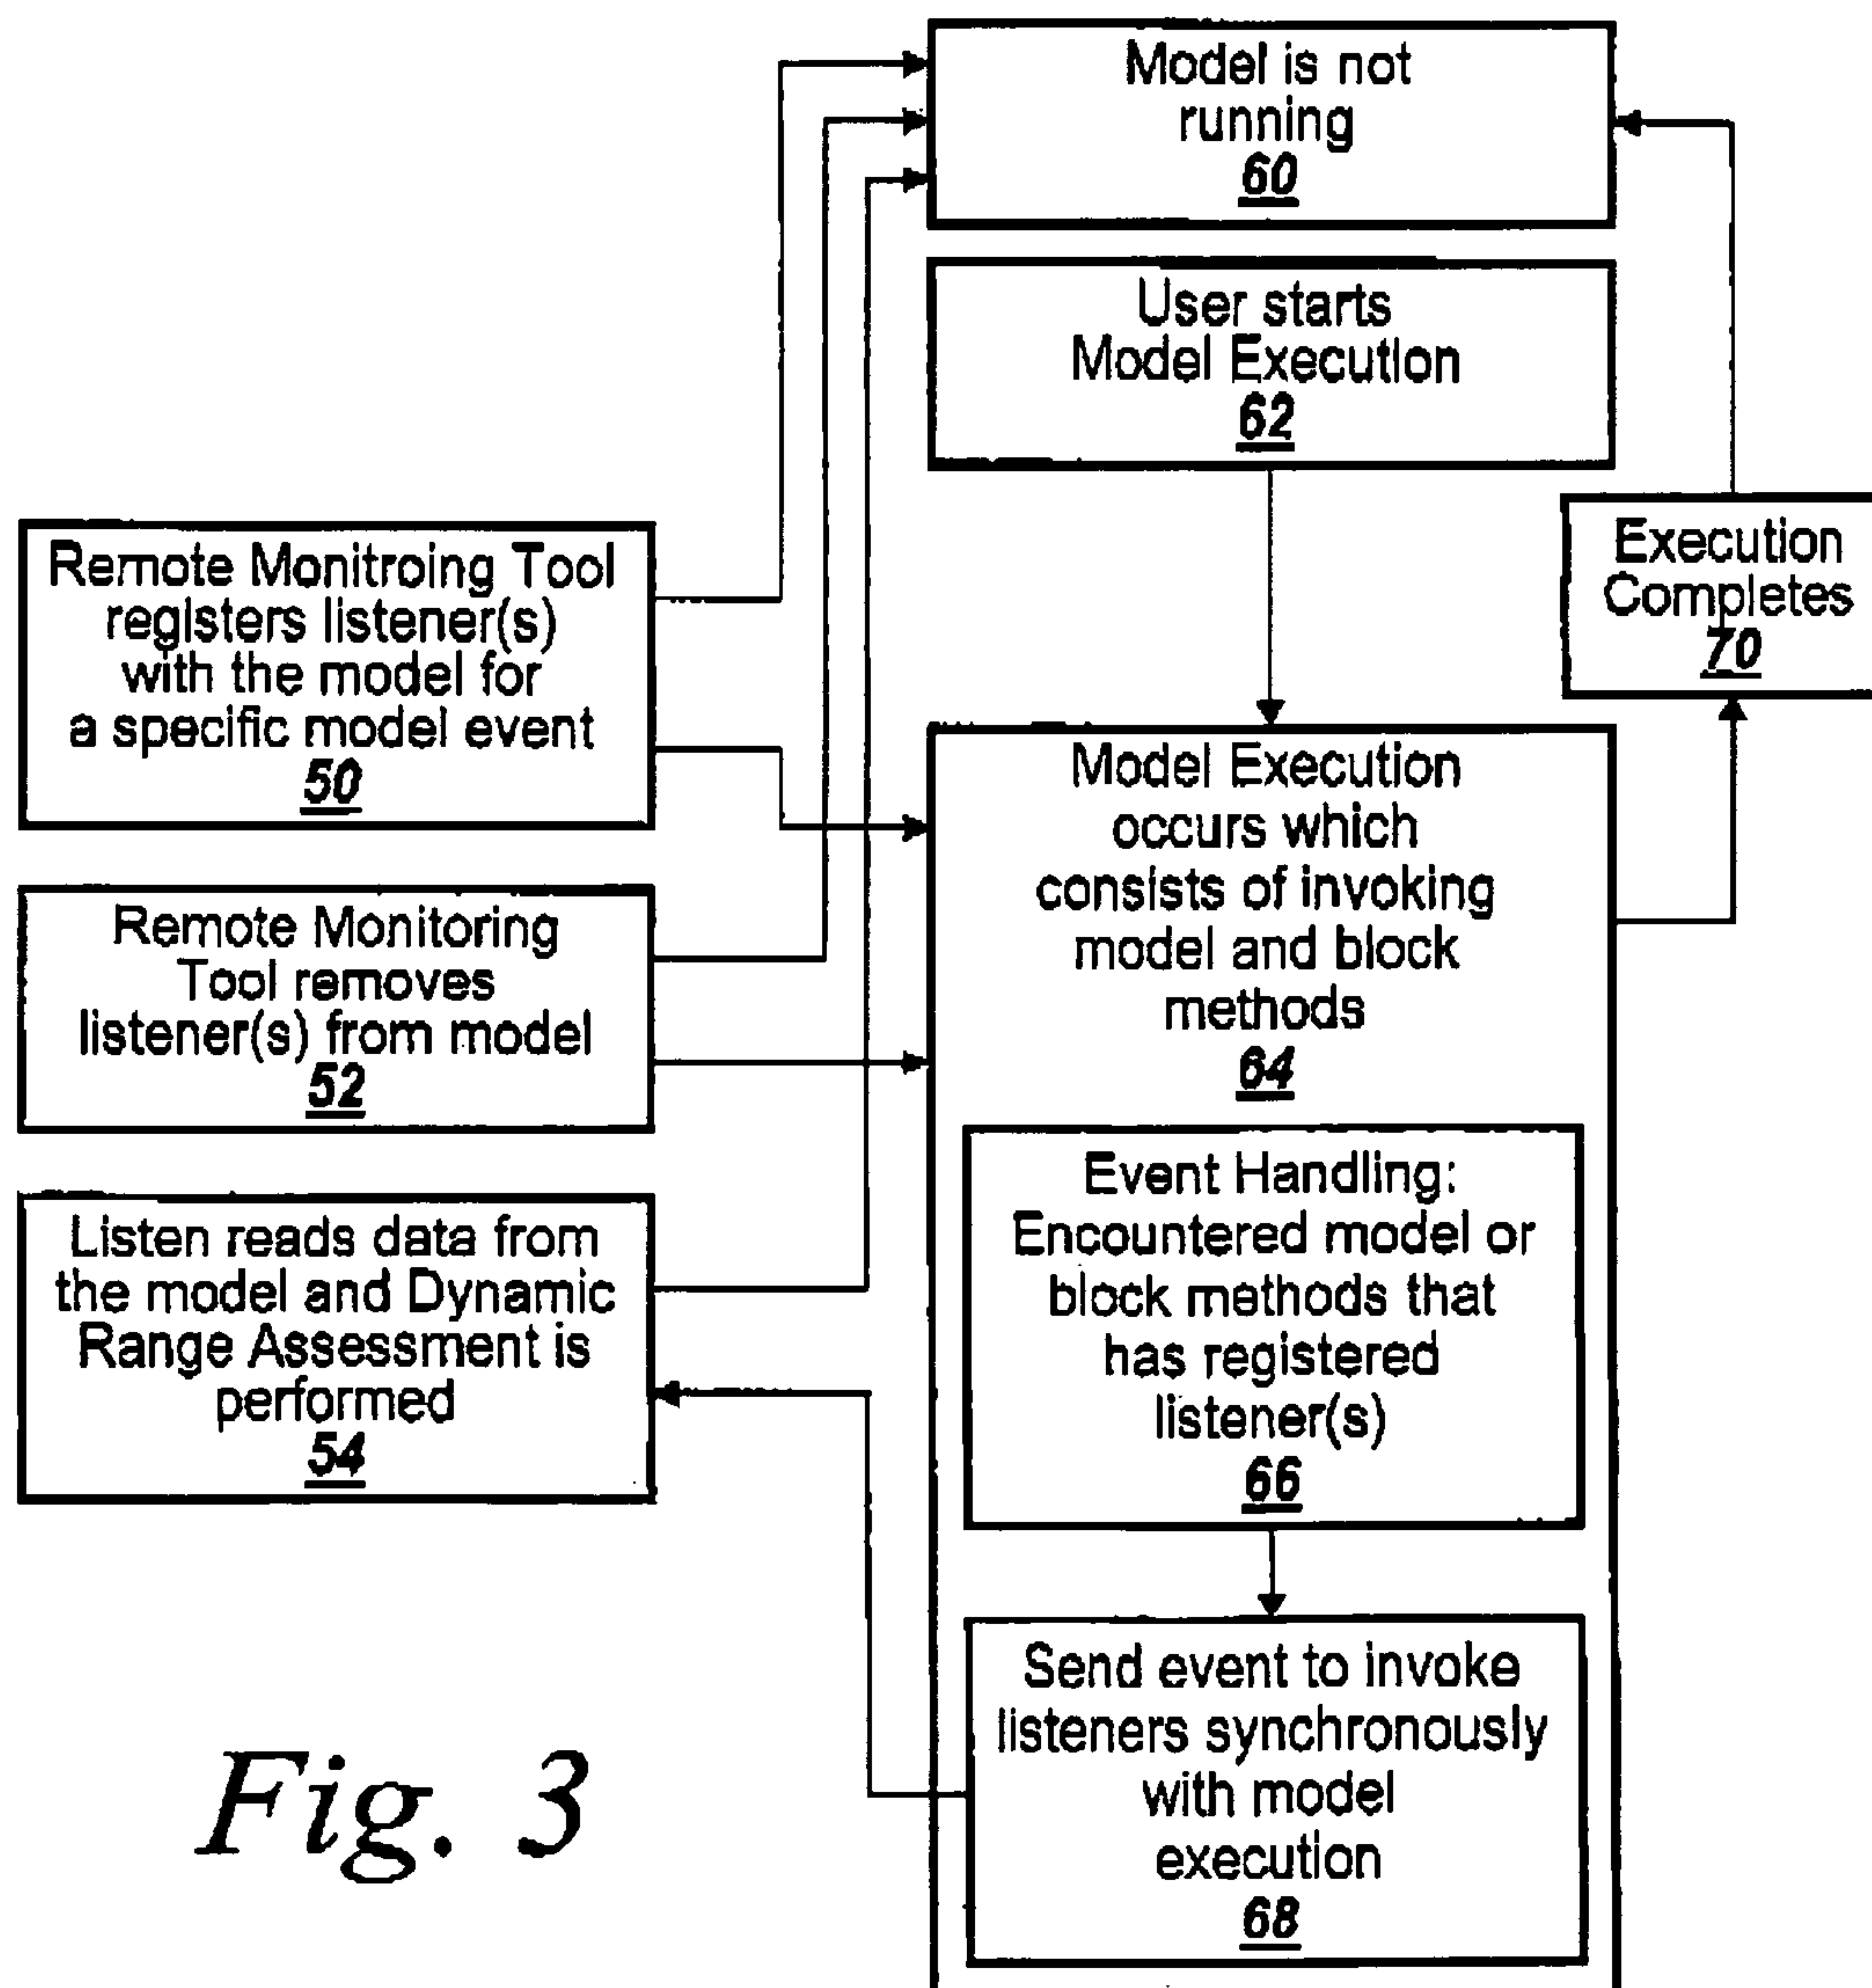 Model is not
running
60
User starts
Model Execution
62
Execution
Completes
70
Remote Monitroing Tool
registers listener(s)
with the model for
a specific model event
50
Remote Monitoring
Tool removes
listener(s) from model
52
Listen reads data from
the model and Dynamic
Range Assessment is
performed
54
Model Execution
occurs which
consists of invoking
model and block
methods
64
Event Handling:
Encountered model or
block methods that
has registered
listener(s)
66
Send event to invoke
listeners synchronously
with model
execution
68
Fig. 3